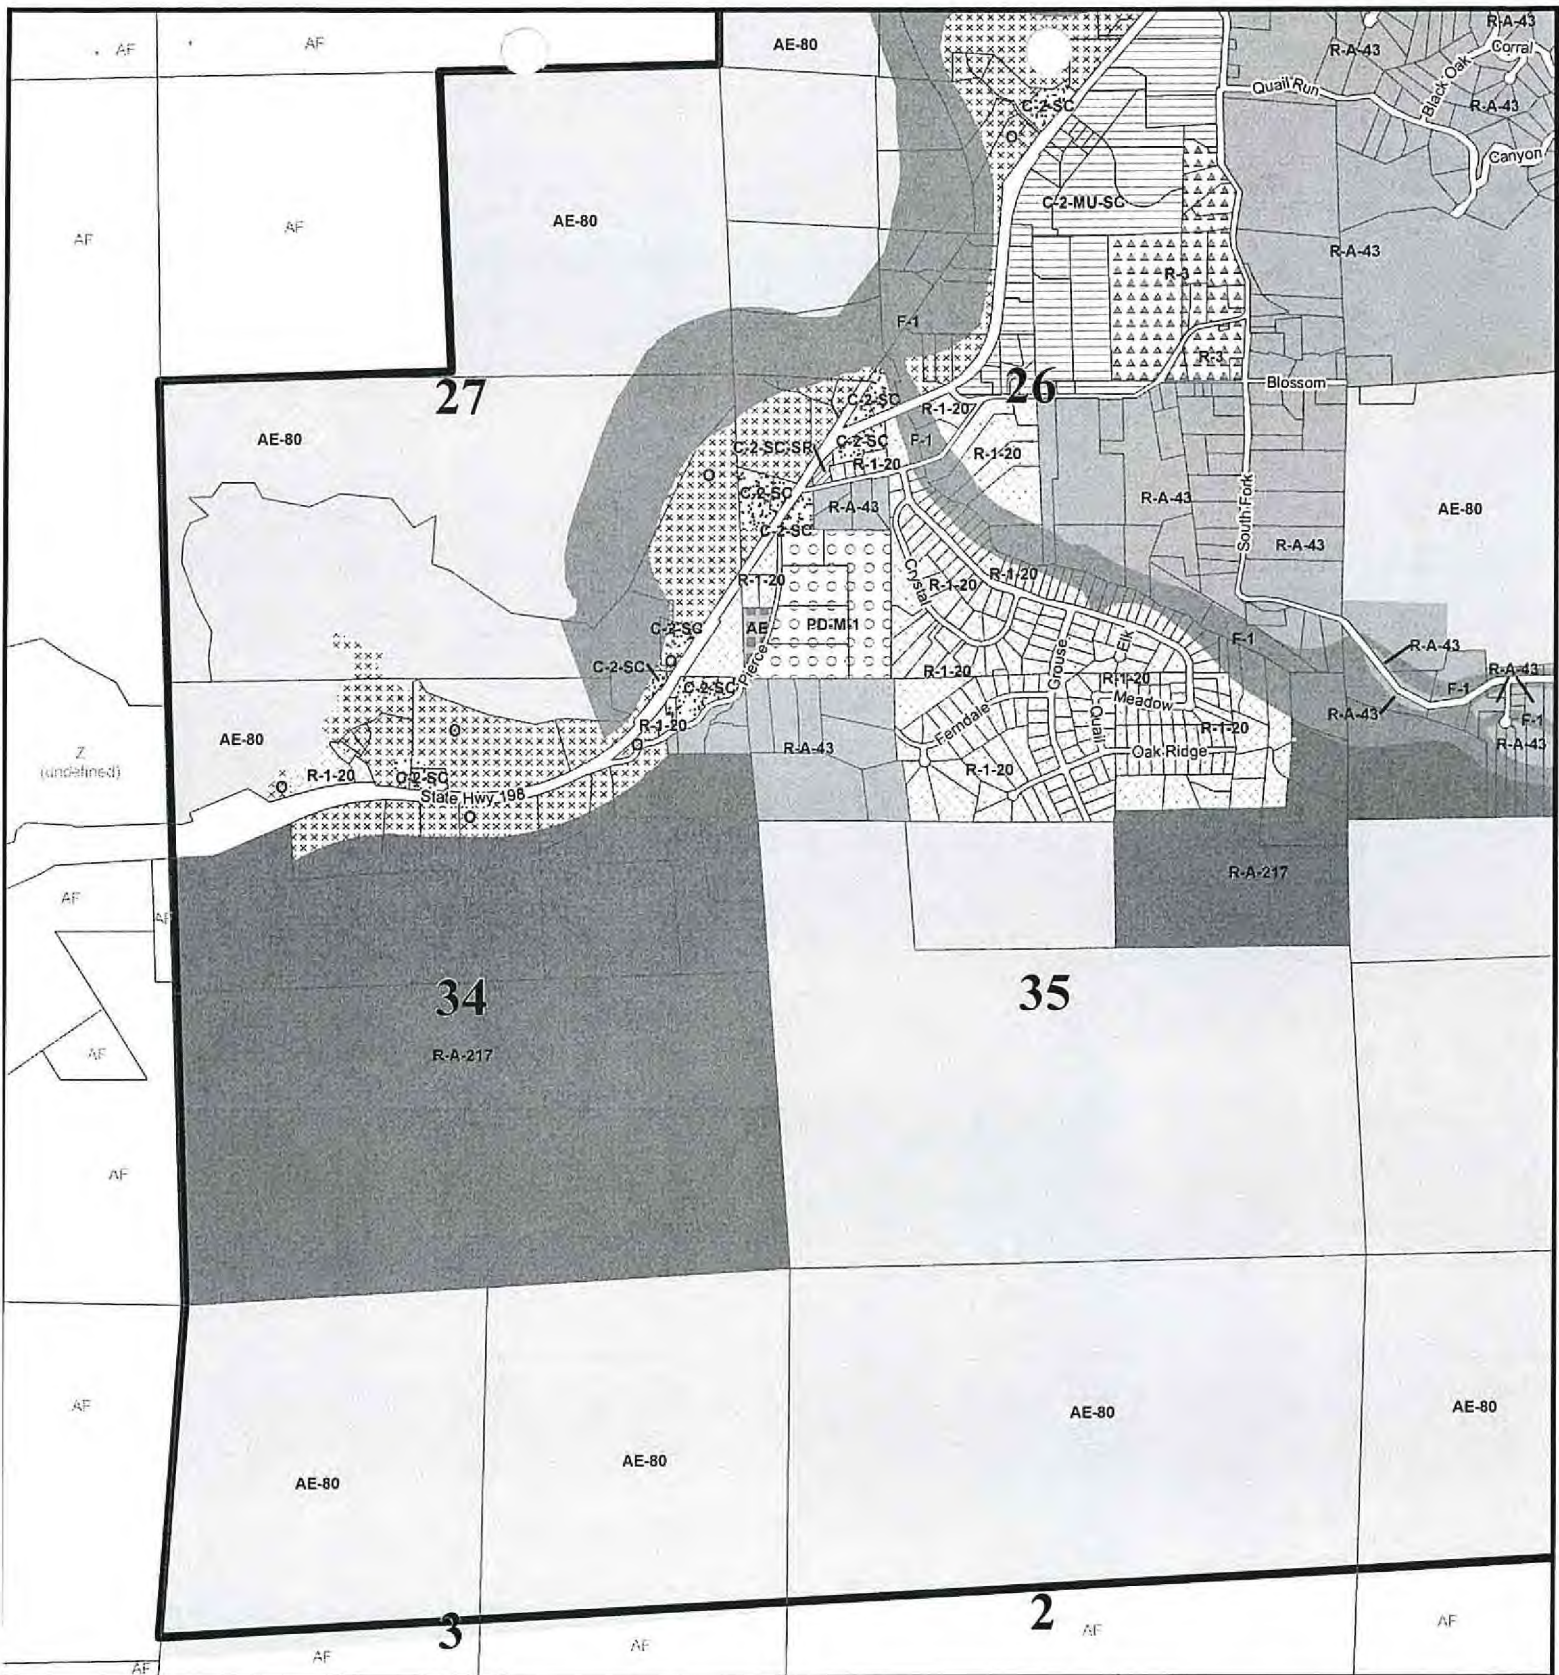 AF
AF
AE-80
R-A-43
R-A-43
Corral
Black Oak
Quail Run
C-2-SC
R-A-43
O
Canyon
C-2-MU-SC
AE-80
AF
AF
R-A-43
R-3
F-1
R-3
27
26
Blossom
C-2-SC
R-1-20
AE-80
C-2-SC-SR
C-2-SC
F-1
R-1-20
R-1-20
O
C-2-SC
R-A-43
R-A-43
South Fork
AE-80
C-2-SC
R-A-43
Crystal
R-1-20
R-1-20
R-1-20
C-2-SC
AE
PD-M-1
F-1
Elk
Grouse
R-A-43
C-2-SC
O
Pierce
R-1-20
R-1-20
R-A-43
C-2-SC
Meadow
F-1
R-1-20
Ferndale
Quail
R-1-20
R-A-43
F-1
AE-80
O
O
R-A-43
Oak Ridge
R-A-43
Z
(undefined)
R-1-20
C-2-SC
R-1-20
O
State Hwy 198
O
R-A-217
AF
AF
34
35
AF
R-A-217
AF
AF
AE-80
AE-80
AE-80
AE-80
3
2
AF
AF
AF
AF
AF